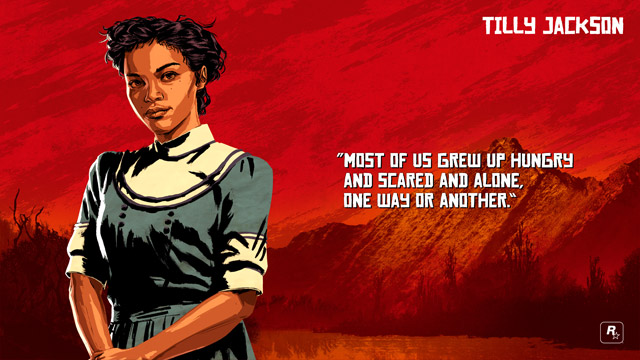 TILLY JACKSON
"MOST OF US GREW UP HUNGRY
AND SCARED AND ALONE,
ONE WAY OR ANOTHER."
R